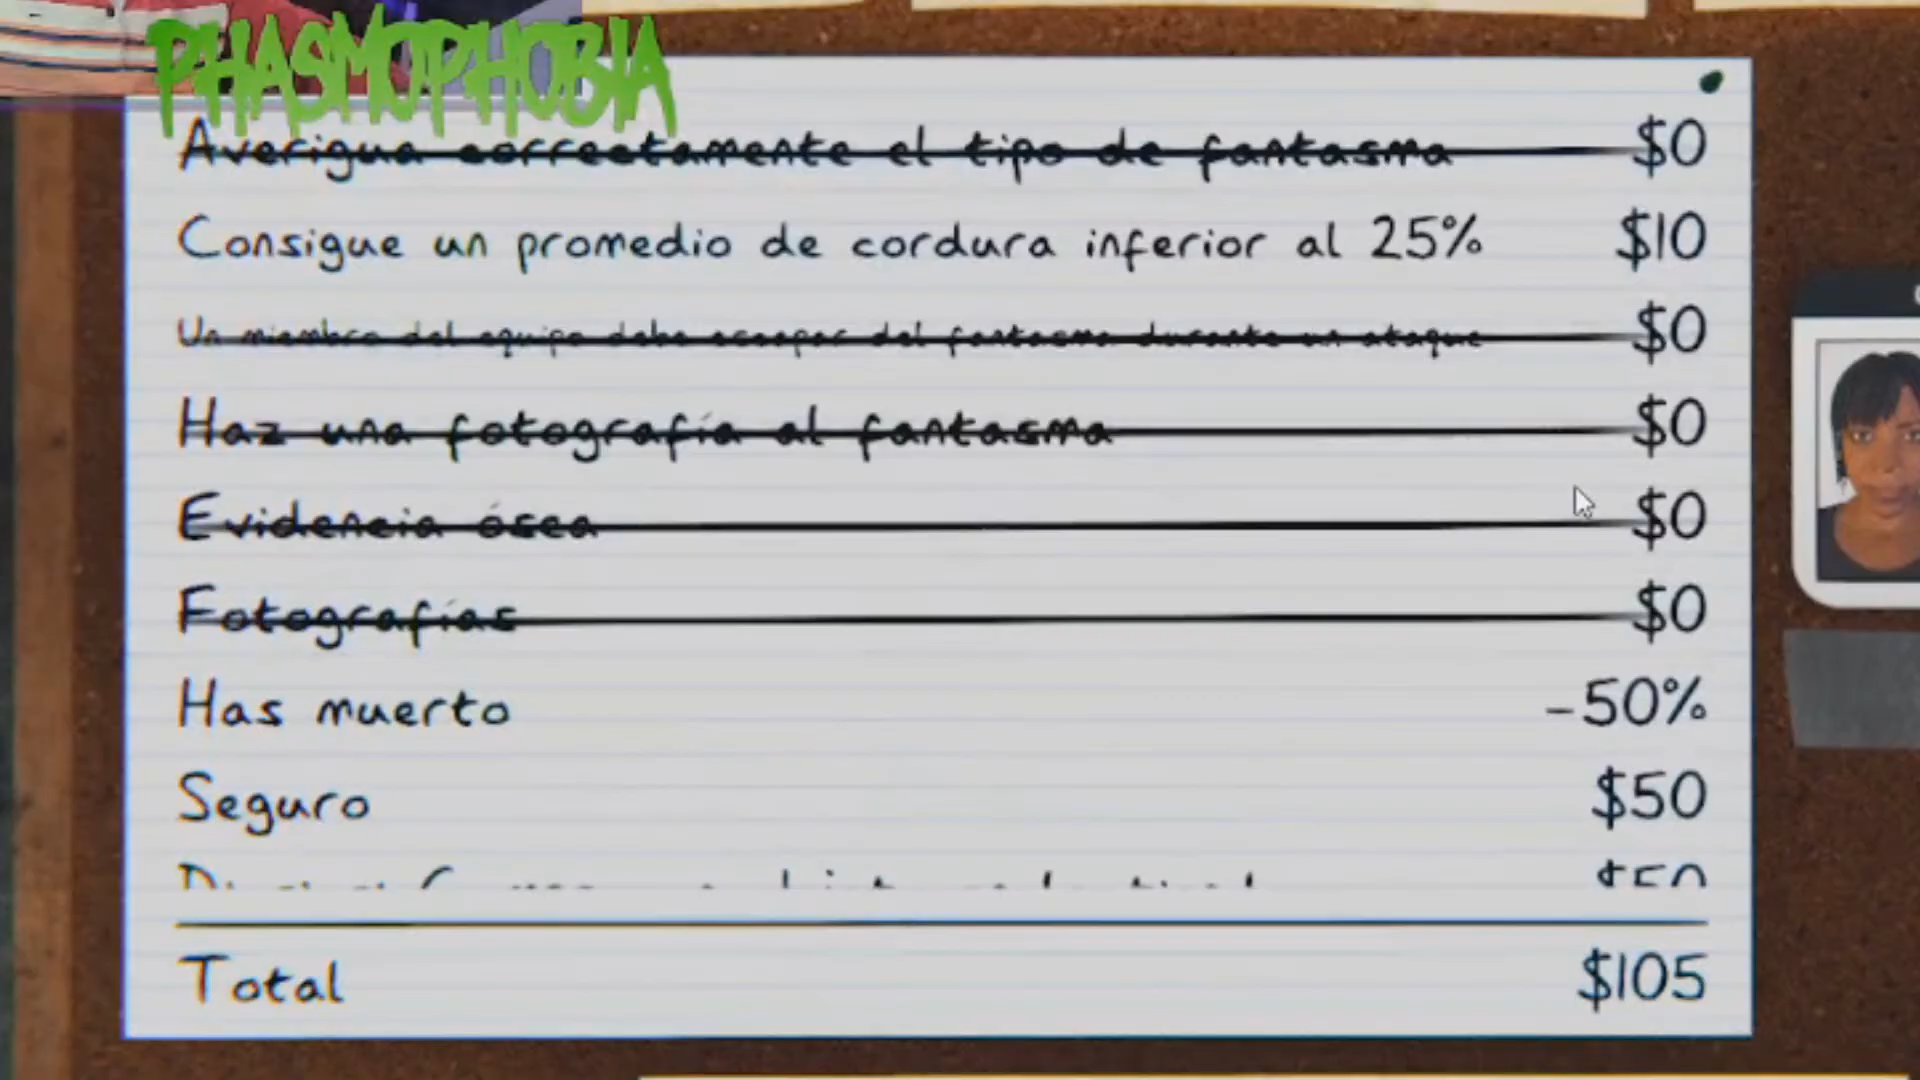 PHASMOPHOBIA
Averigua correctamente el tipo de fantasma $0
Consigue un promedio de cordura inferior al 25% $10
Un miembro del equipo debe escapar del fantasma durante un ataque $0
Haz una fotografía al fantasma $0
Evidencia ósea $0
Fotografías $0
Has muerto -50%
Seguro $50
$50
Total $105